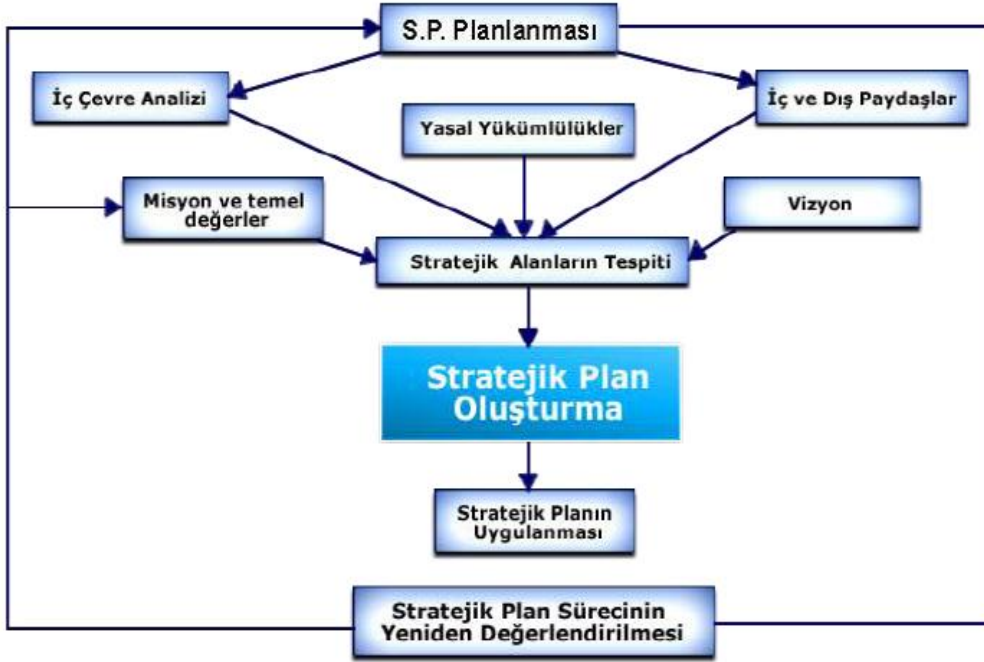 S.P. Planlanması
İç Çevre Analizi
İç ve Dış Paydaşlar
Yasal Yükümlülükler
Misyon ve temel
değerler
Vizyon
Stratejik Alanların Tespiti
Stratejik Plan
Oluşturma
Stratejik Planın
Uygulanması
Stratejik Plan Sürecinin
Yeniden Değerlendirilmesi